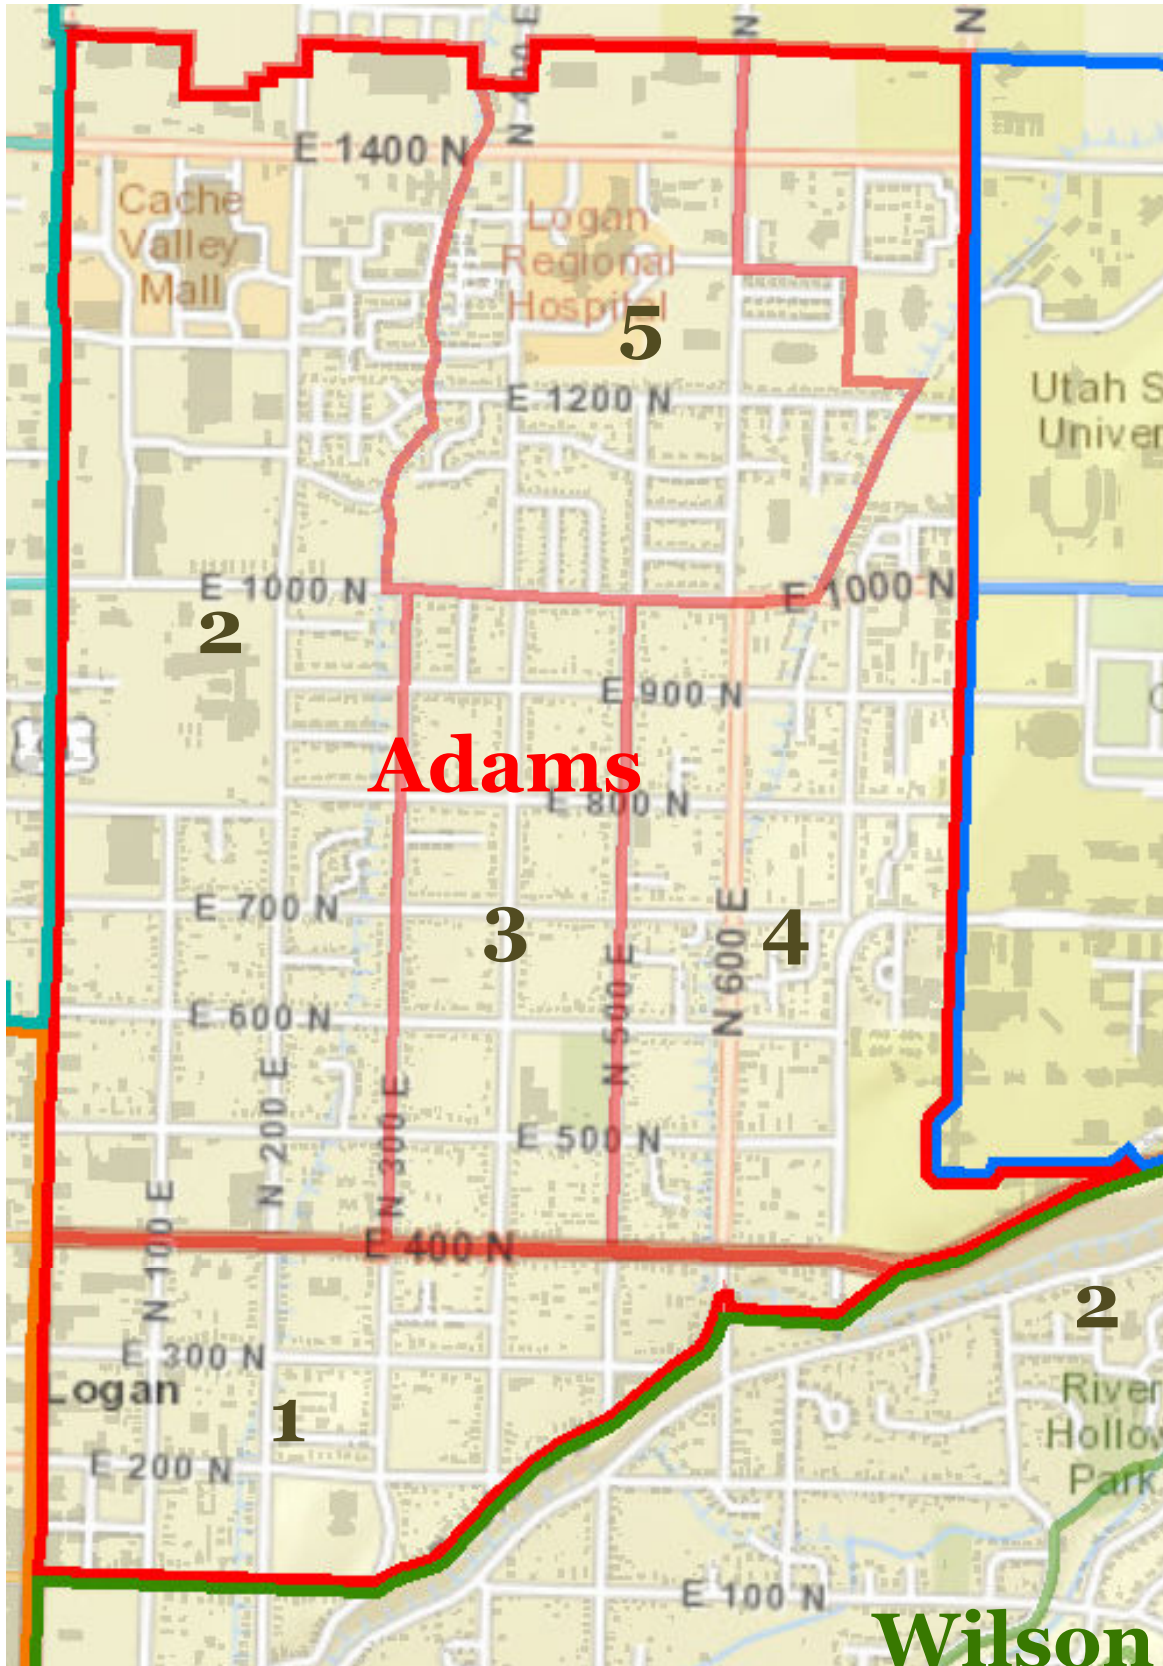 N 400 E
N
N
E 1400 N
Cache
Valley
Mall
Logan
Regional
Hospital
5
E 1200 N
Utah S
Univer
E 1000 N
E 1000 N
2
E 900 N
Adams
E 800 N
E 700 N
3
4
N 600 E
N 500 E
E 600 N
N 200 E
N 300 E
E 500 N
N 100 E
E 400 N
2
E 300 N
Logan
1
River
Hollow
Park
E 200 N
E 100 N
Wilson